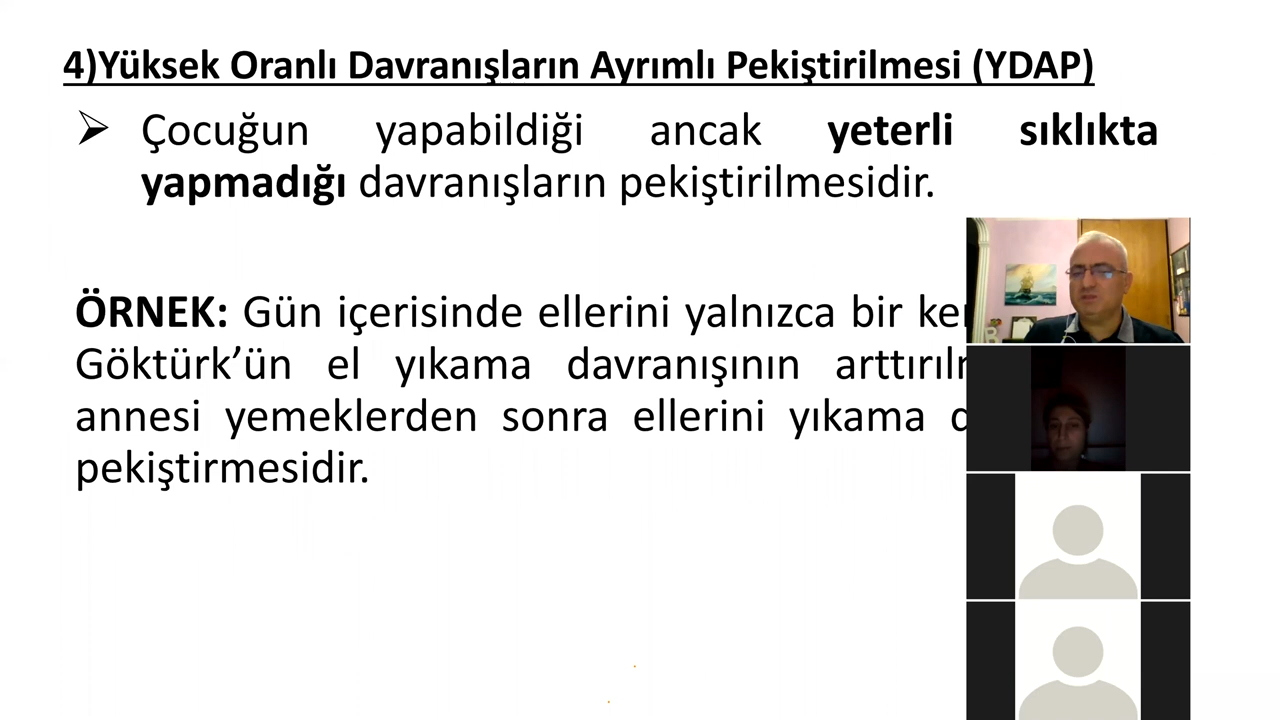 4)Yüksek Oranlı Davranışların Ayrımlı Pekiştirilmesi (YDAP)
➢ Çocuğun yapabildiği ancak yeterli sıklıkta
yapmadığı davranışların pekiştirilmesidir.
ÖRNEK: Gün içerisinde ellerini yalnızca bir
Göktürk’ün el yıkama davranışının
annesi yemeklerden sonra ellerini yıkama
pekiştirmesidir.